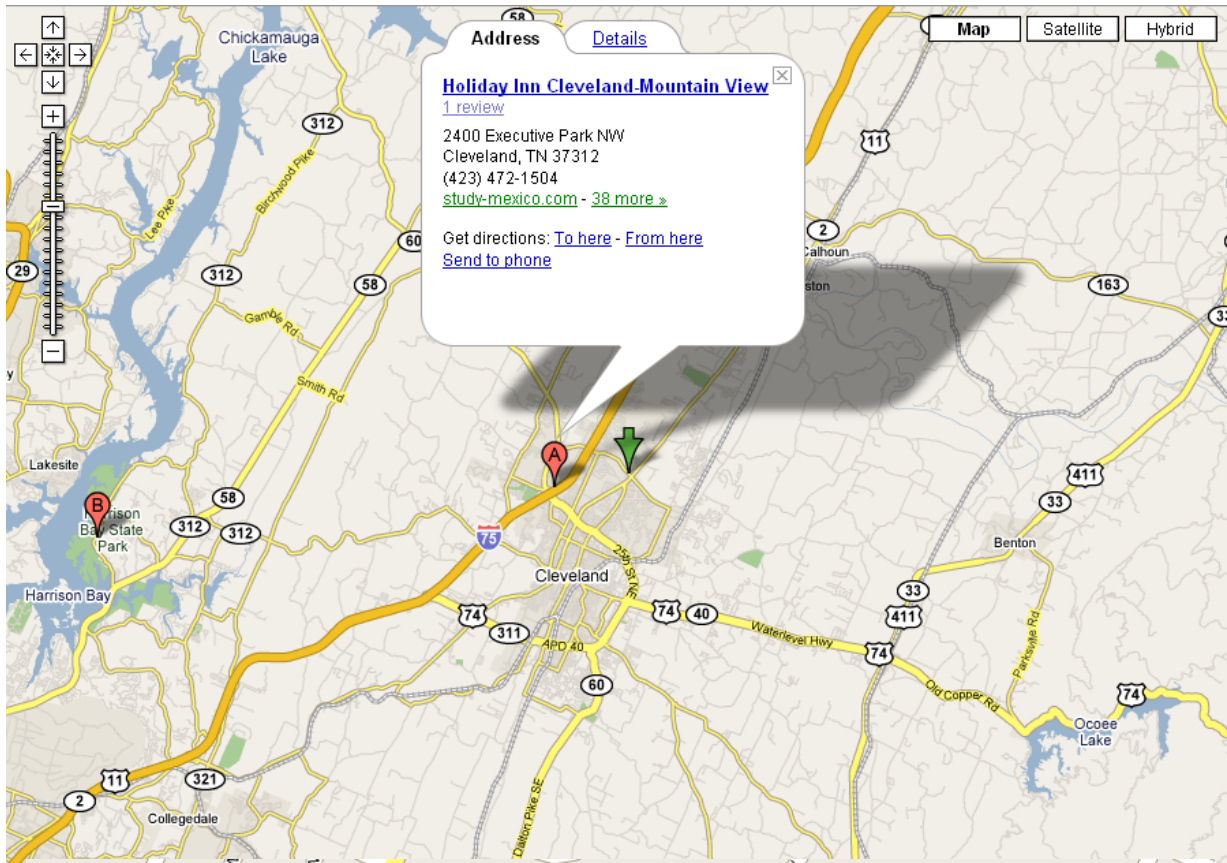 Address
Details
Holiday Inn Cleveland-Mountain View
1 review
2400 Executive Park NW
Cleveland, TN 37312
(423) 472-1504
study-mexico.com - 38 more »
Get directions: To here - From here
Send to phone
Map
Satellite
Hybrid
Chickamauga
Lake
58
312
Birchwood Pike
11
Lee Pike
60
2
Calhoun
29
312
58
163
Gamble Rd
Smith Rd
A
Lakesite
411
58
33
B
Harrison
Bay State
Park
312
312
75
Benton
25th St NE
Cleveland
Harrison Bay
33
74
74
40
411
311
Waterlevel Hwy
APD 40
74
Parksville Rd
60
Old Copper Rd
74
Ocoee
Lake
11
321
2
Collegedale
Dalton Pike SE